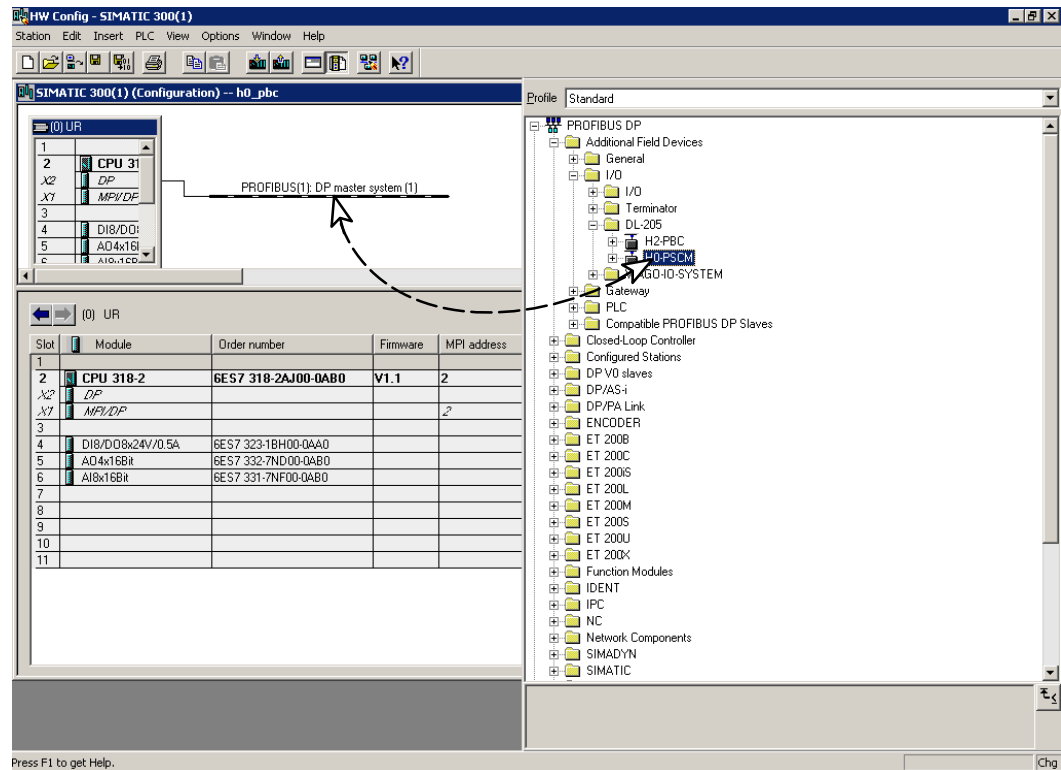 HW Config - SIMATIC 300(1)
Station Edit Insert PLC View Options Window Help
SIMATIC 300(1) (Configuration) -- h0_pbc
(0) UR
1
2 CPU 31
X2 DP
X1 MPI/DP
3
4 DI8/DO
5 AO4x16
6
PROFIBUS(1): DP master system (1)
(0) UR
Slot Module Order number Firmware MPI address
1
2 CPU 318-2 6ES7 318-2AJ00-0AB0 V1.1 2
X2 DP
X1 MPI/DP 2
3
4 DI8/DO8x24V/0.5A 6ES7 323-1BH00-0AA0
5 AO4x16Bit 6ES7 332-7ND00-0AB0
6 AI8x16Bit 6ES7 331-7NF00-0AB0
7
8
9
10
11
Profile Standard
PROFIBUS DP
Additional Field Devices
General
I/O
I/O
Terminator
DL-205
H2-PBC
H0-PSCM
GO-IO-SYSTEM
Gateway
PLC
Compatible PROFIBUS DP Slaves
Closed-Loop Controller
Configured Stations
DP V0 slaves
DP/AS-i
DP/PA Link
ENCODER
ET 200B
ET 200C
ET 200iS
ET 200L
ET 200M
ET 200S
ET 200U
ET 200X
Function Modules
IDENT
IPC
NC
Network Components
SIMADYN
SIMATIC
Press F1 to get Help.
Chg